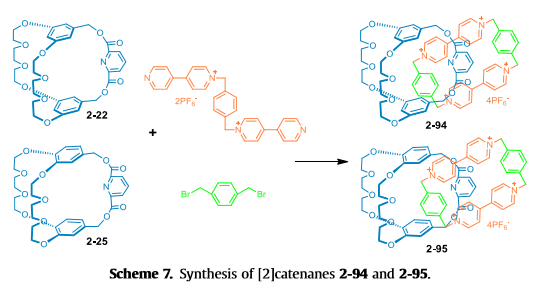 2-22
2PF6-
+
2-25
Br
Br
2-94
4PF6-
2-95
4PF6-
O
N
N+
Scheme 7. Synthesis of [2]catenanes 2-94 and 2-95.